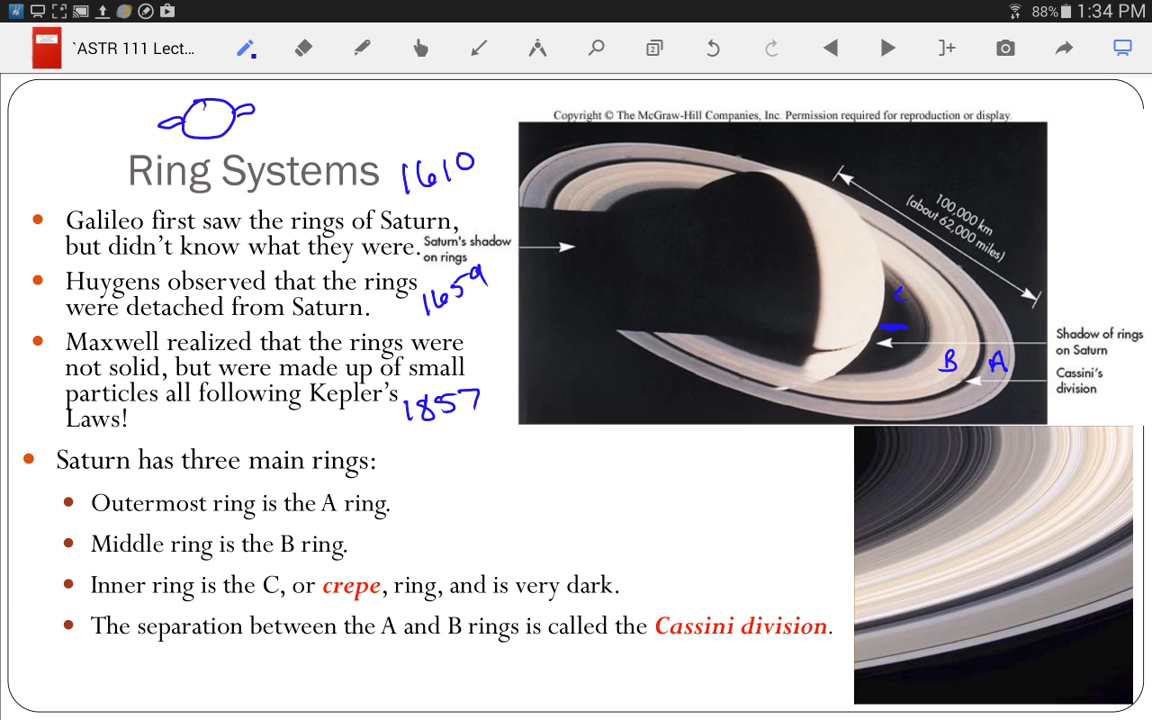 88% 1:34 PM
`ASTR 111 Lect...
2
Copyright © The McGraw-Hill Companies, Inc. Permission required for reproduction or display.
Ring Systems 1610
Galileo first saw the rings of Saturn,
but didn't know what they were.
Huygens observed that the rings
were detached from Saturn. 1659
Maxwell realized that the rings were
not solid, but were made up of small
particles all following Kepler's
Laws! 1857
Saturn's shadow
on rings
100,000 km
(about 62,000 miles)
C
B A
Shadow of rings
on Saturn
Cassini's
division
Saturn has three main rings:
Outermost ring is the A ring.
Middle ring is the B ring.
Inner ring is the C, or crepe, ring, and is very dark.
The separation between the A and B rings is called the Cassini division.